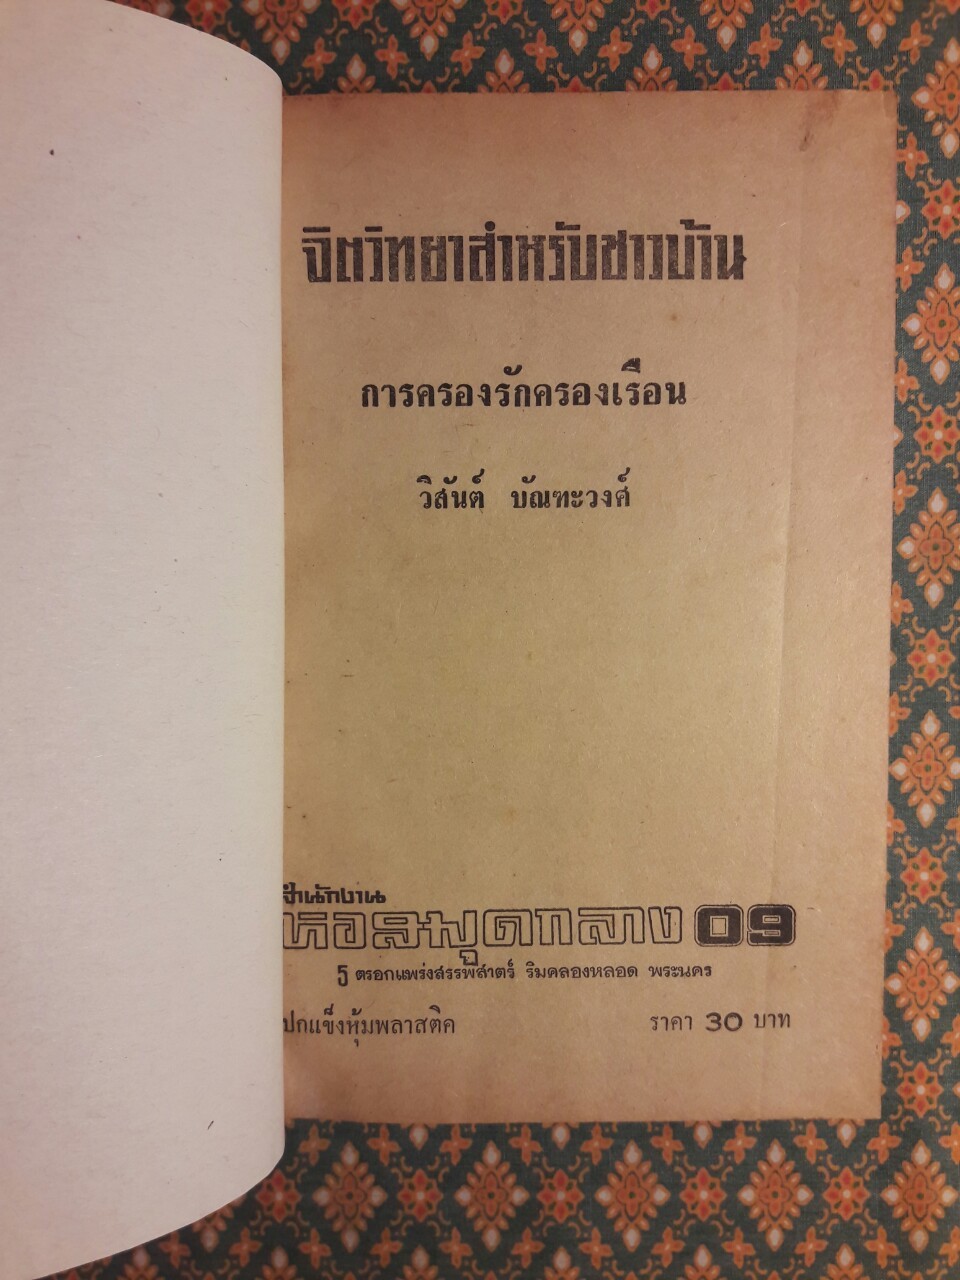 จิตวิทยาสำหรับชาวบ้าน
การครองรักครองเรือน
วิสันต์ บัณฑะวงศ์
สำนักงาน
หอสมุดกลาง 09
5 ตรอกแพร่งสรรพสาตร์ ริมคลองหลอด พระนคร
ปกแข็งหุ้มพลาสติค ราคา 30 บาท